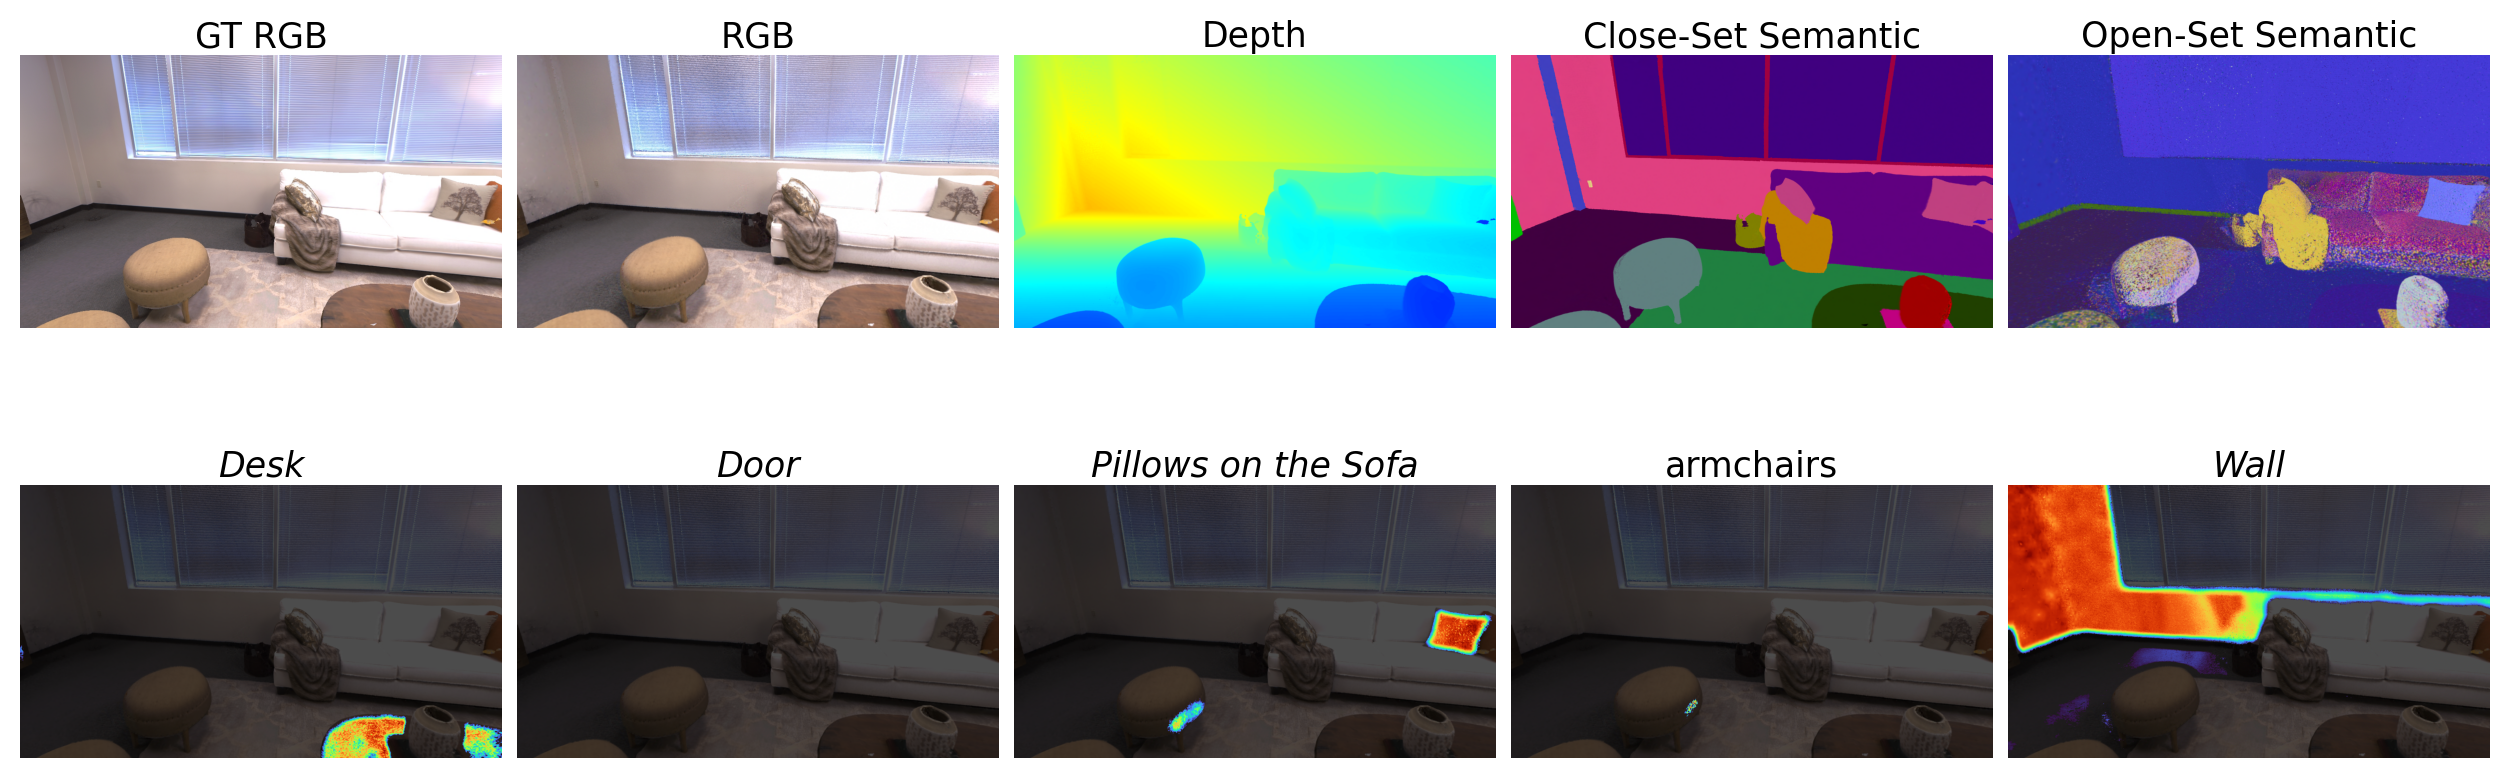 GT RGB
RGB
Depth
Close-Set Semantic
Open-Set Semantic
Desk
Door
Pillows on the Sofa
armchairs
Wall